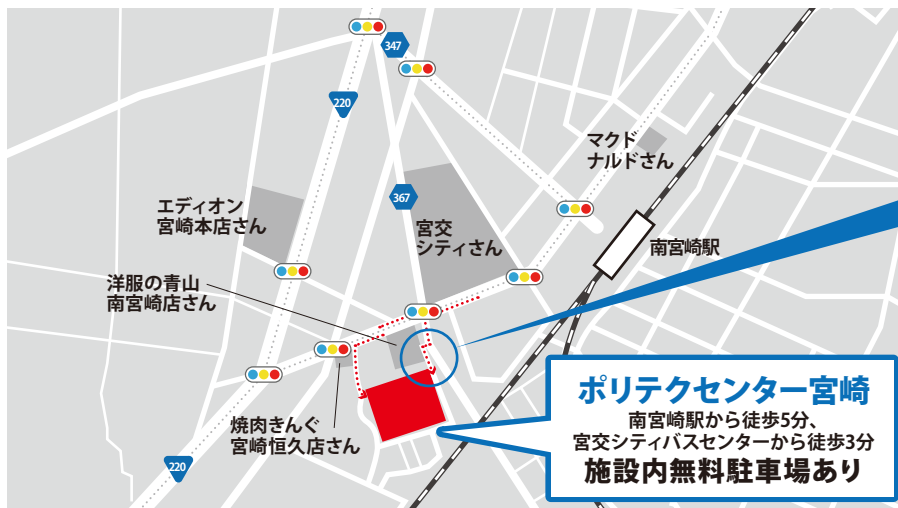 347
220
マクド
ナルドさん
367
エディオン
宮崎本店さん
宮交
シティさん
南宮崎駅
洋服の青山
南宮崎店さん
焼肉きんぐ
宮崎恒久店さん
220
ポリテクセンター宮崎
南宮崎駅から徒歩5分、
宮交シティバスセンターから徒歩3分
施設内無料駐車場あり